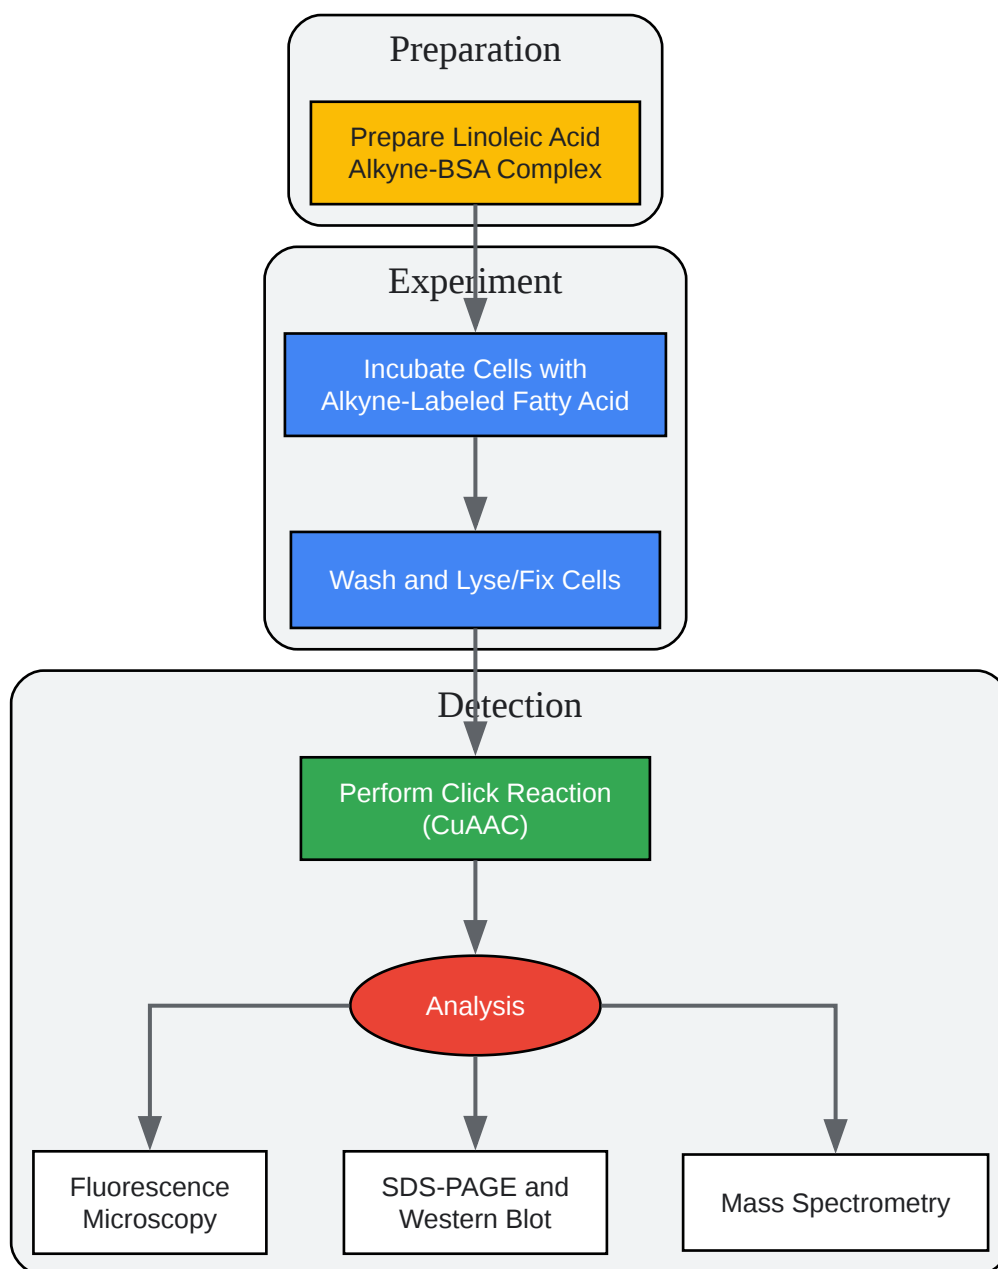 Preparation
Prepare Linoleic Acid
Alkyne-BSA Complex
Experiment
Incubate Cells with
Alkyne-Labeled Fatty Acid
Wash and Lyse/Fix Cells
Detection
Perform Click Reaction
(CuAAC)
Analysis
Fluorescence
Microscopy
SDS-PAGE and
Western Blot
Mass Spectrometry